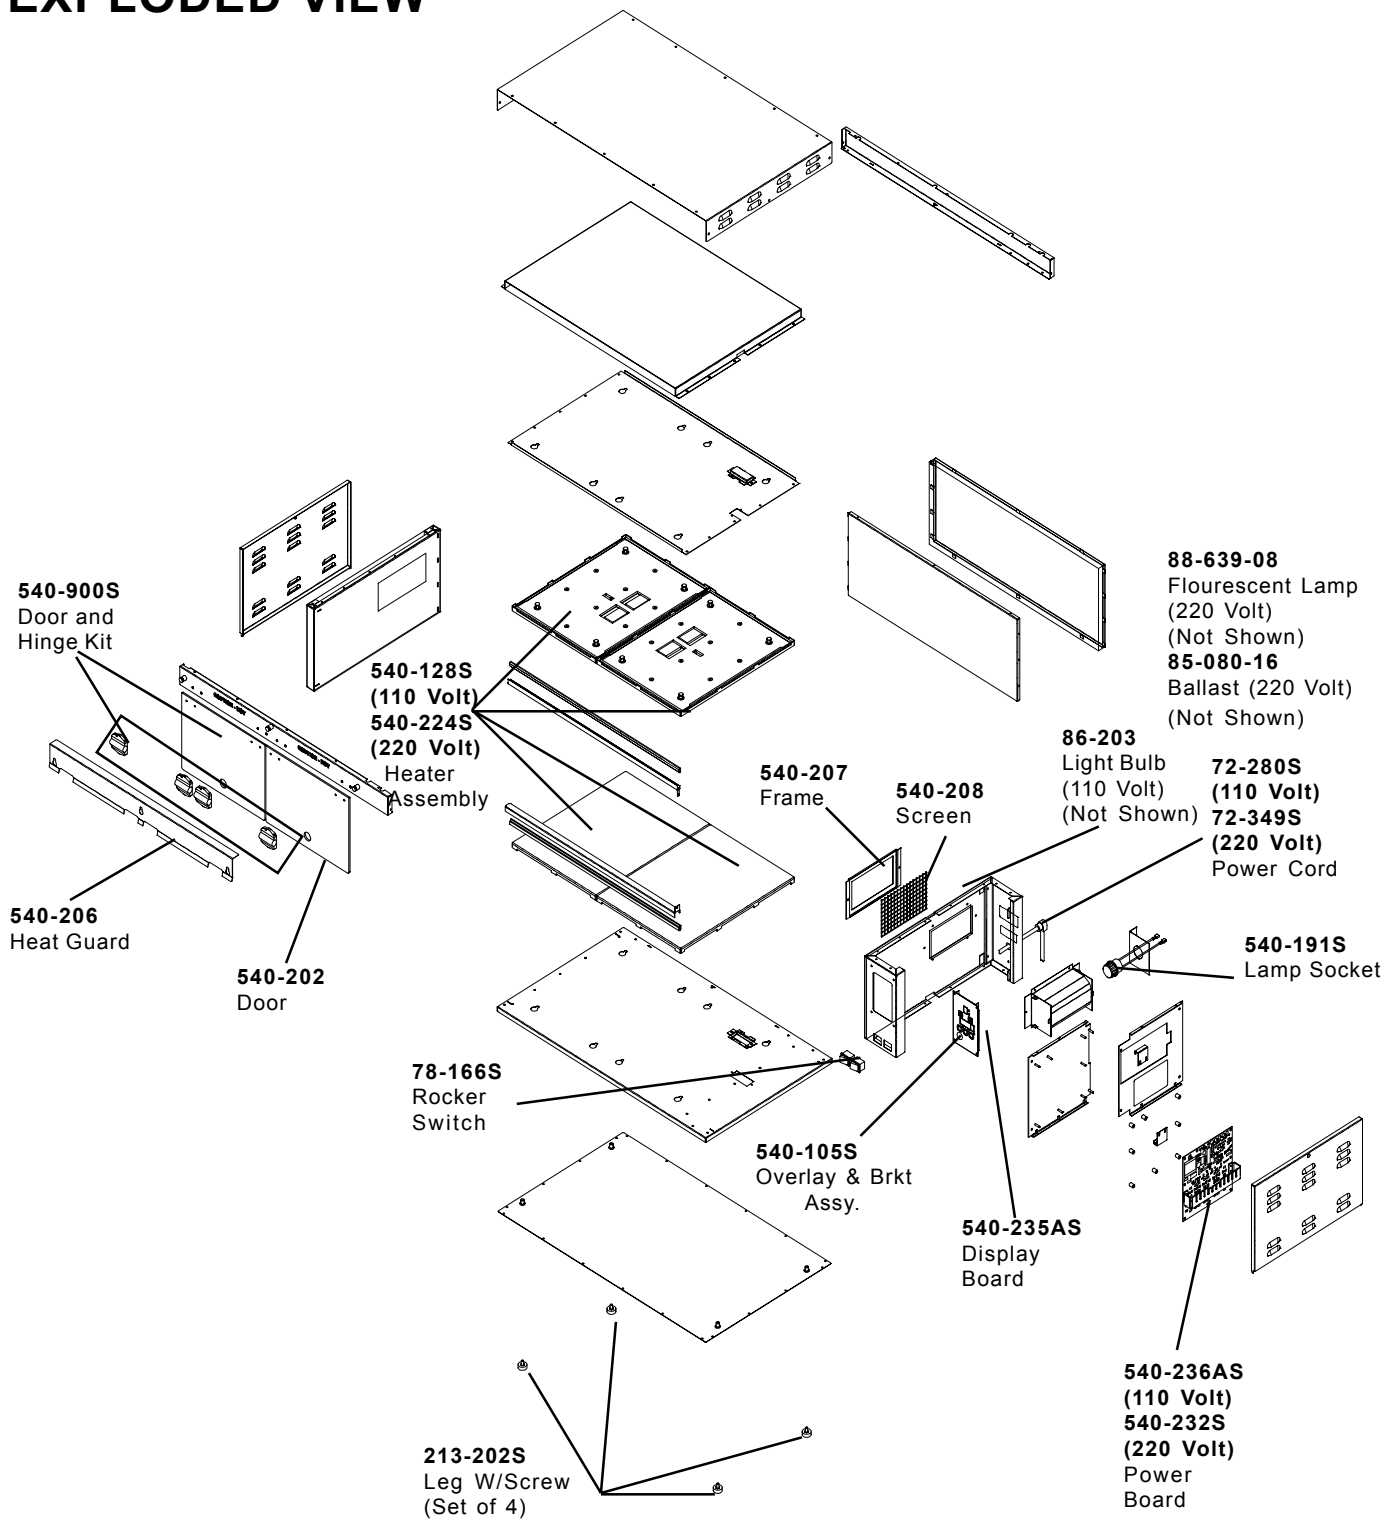 EXPLODED VIEW
540-900S
Door and
Hinge Kit
540-128S
(110 Volt)
540-224S
(220 Volt)
Heater
Assembly
88-639-08
Flourescent Lamp
(220 Volt)
(Not Shown)
85-080-16
Ballast (220 Volt)
(Not Shown)
86-203
Light Bulb
(110 Volt)
(Not Shown)
72-280S
(110 Volt)
72-349S
(220 Volt)
Power Cord
540-207
Frame
540-208
Screen
540-206
Heat Guard
540-202
Door
540-191S
Lamp Socket
78-166S
Rocker
Switch
540-105S
Overlay & Brkt
Assy.
540-235AS
Display
Board
540-236AS
(110 Volt)
540-232S
(220 Volt)
Power
Board
213-202S
Leg W/Screw
(Set of 4)